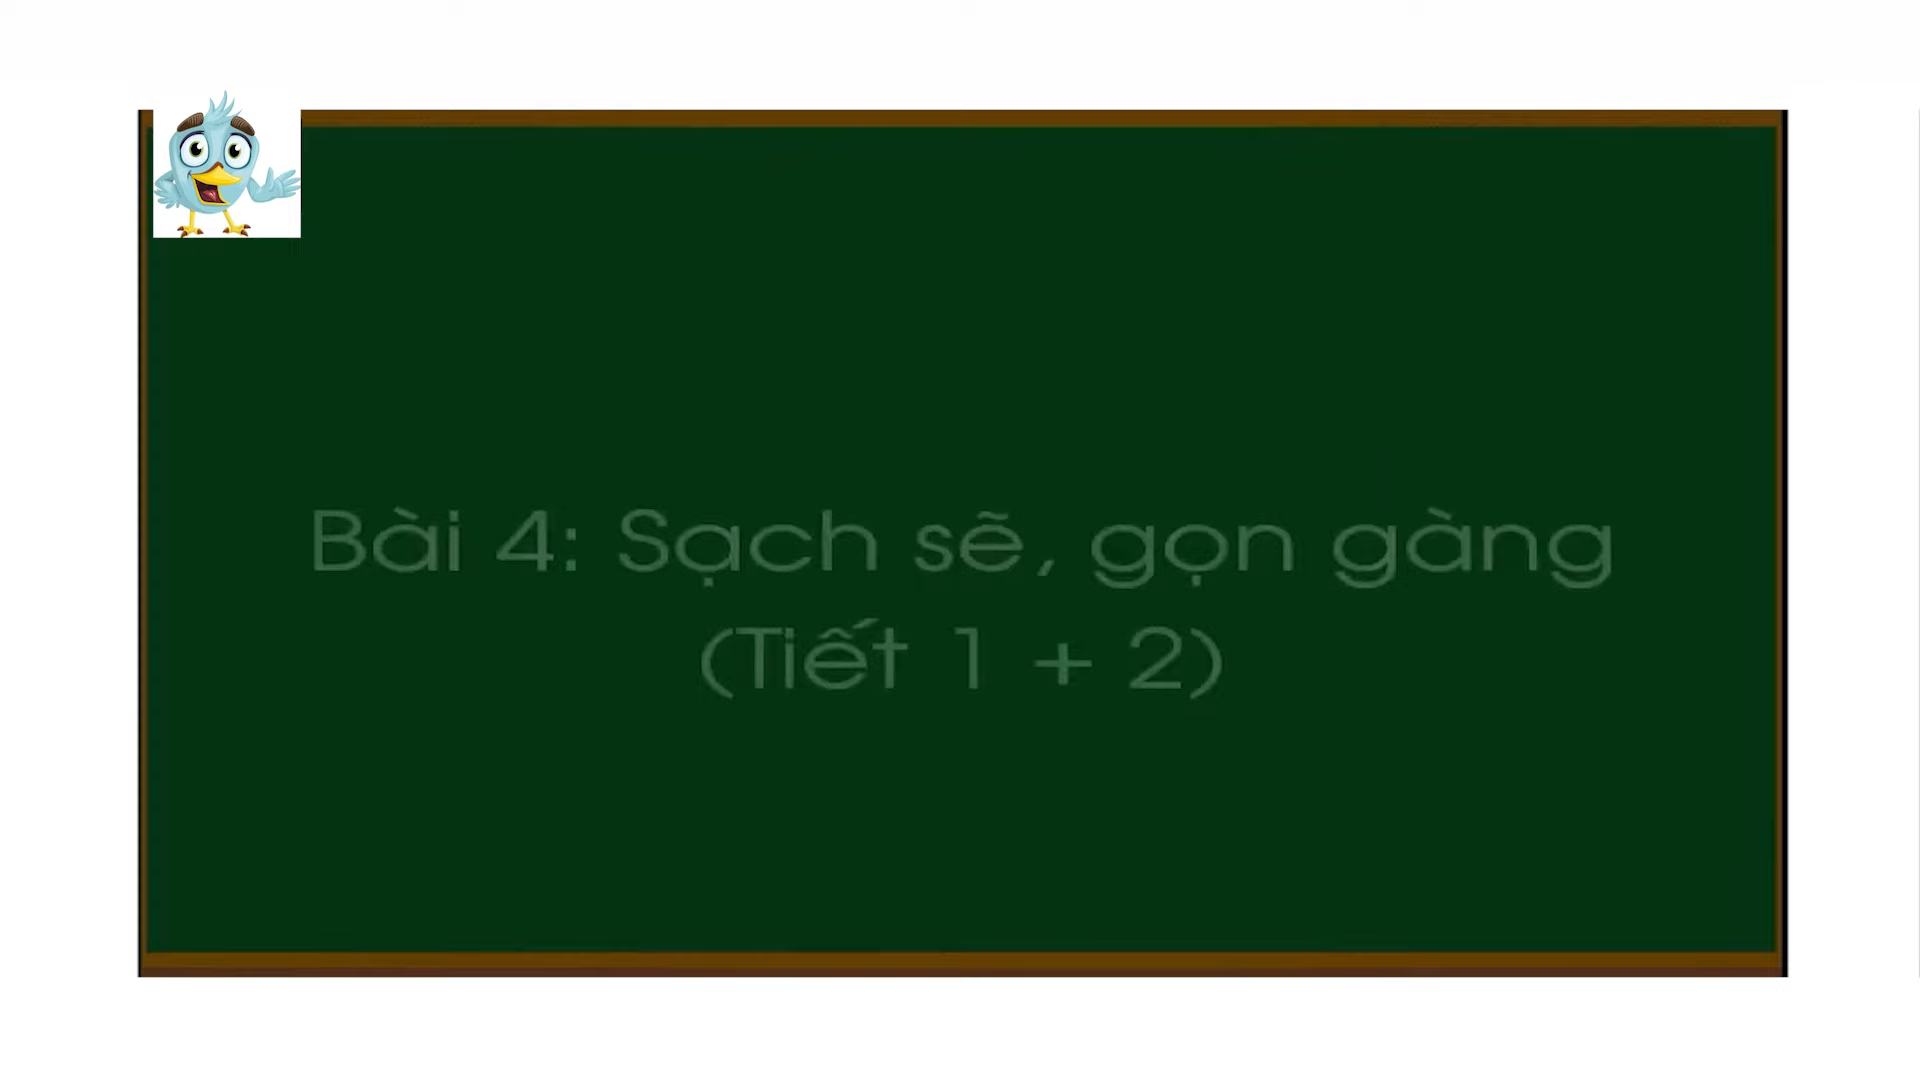 Bài 4: Sạch sẽ, gọn gàng
(Tiết 1 + 2)